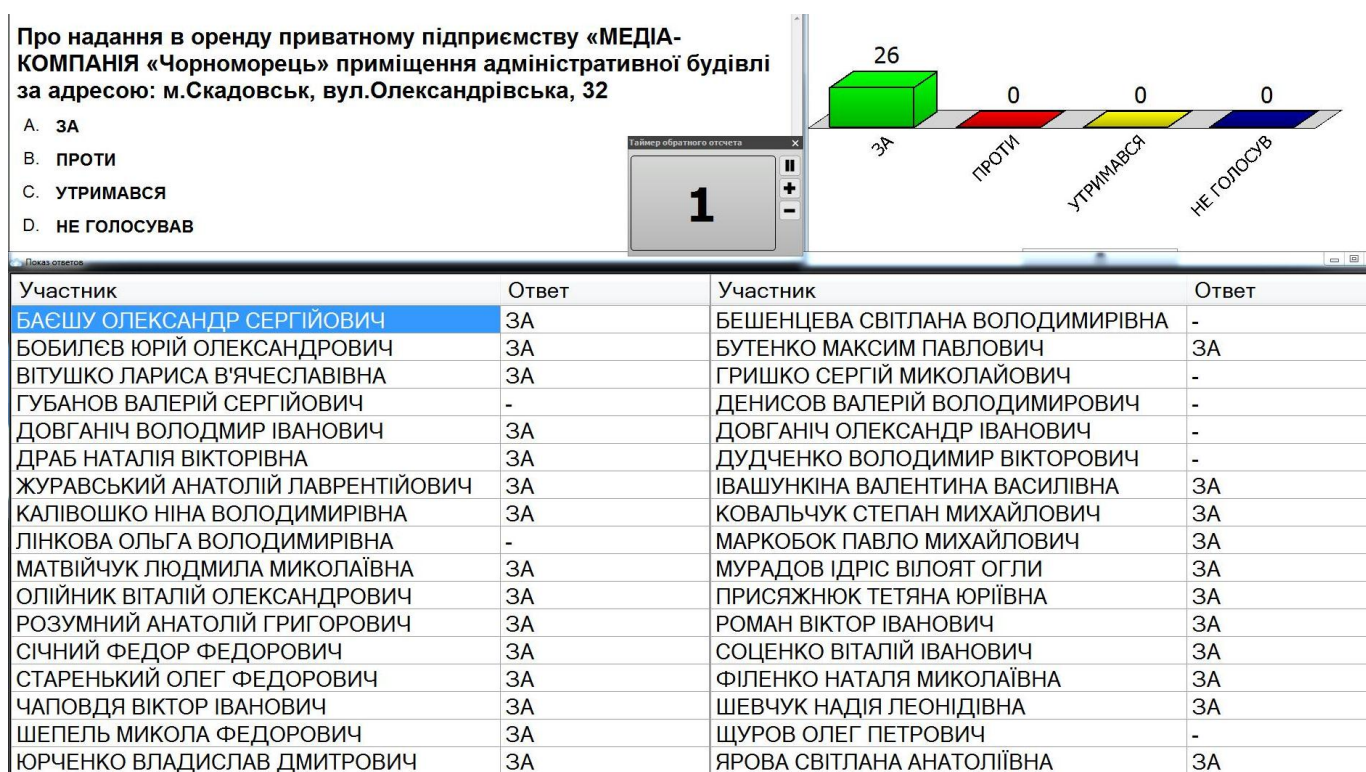 Про надання в оренду приватному підприємству «МЕДІА-
КОМПАНІЯ «Чорноморець» приміщення адміністративної будівлі
за адресою: м.Скадовськ, вул.Олександрівська, 32
A. ЗА
B. ПРОТИ
C. УТРИМАВСЯ
D. НЕ ГОЛОСУВАВ
Таймер обратного отсчета
1
26
0
0
0
ЗА
ПРОТИ
УТРИМАВСЯ
НЕ ГОЛОСУВ
Показ ответов
Участник Ответ Участник Ответ
БАЄШУ ОЛЕКСАНДР СЕРГІЙОВИЧ ЗА БЕШЕНЦЕВА СВІТЛАНА ВОЛОДИМИРІВНА -
БОБИЛЄВ ЮРІЙ ОЛЕКСАНДРОВИЧ ЗА БУТЕНКО МАКСИМ ПАВЛОВИЧ ЗА
ВІТУШКО ЛАРИСА В'ЯЧЕСЛАВІВНА ЗА ГРИШКО СЕРГІЙ МИКОЛАЙОВИЧ -
ГУБАНОВ ВАЛЕРІЙ СЕРГІЙОВИЧ - ДЕНИСОВ ВАЛЕРІЙ ВОЛОДИМИРОВИЧ -
ДОВГАНІЧ ВОЛОДМИР ІВАНОВИЧ ЗА ДОВГАНІЧ ОЛЕКСАНДР ІВАНОВИЧ -
ДРАБ НАТАЛІЯ ВІКТОРІВНА ЗА ДУДЧЕНКО ВОЛОДИМИР ВІКТОРОВИЧ -
ЖУРАВСЬКИЙ АНАТОЛІЙ ЛАВРЕНТІЙОВИЧ ЗА ІВАШУНКІНА ВАЛЕНТИНА ВАСИЛІВНА ЗА
КАЛІВОШКО НІНА ВОЛОДИМИРІВНА ЗА КОВАЛЬЧУК СТЕПАН МИХАЙЛОВИЧ ЗА
ЛІНКОВА ОЛЬГА ВОЛОДИМИРІВНА - МАРКОБОК ПАВЛО МИХАЙЛОВИЧ ЗА
МАТВІЙЧУК ЛЮДМИЛА МИКОЛАЇВНА ЗА МУРАДОВ ІДРІС ВІЛОЯТ ОГЛИ ЗА
ОЛІЙНИК ВІТАЛІЙ ОЛЕКСАНДРОВИЧ ЗА ПРИСЯЖНЮК ТЕТЯНА ЮРІЇВНА ЗА
РОЗУМНИЙ АНАТОЛІЙ ГРИГОРОВИЧ ЗА РОМАН ВІКТОР ІВАНОВИЧ ЗА
СІЧНИЙ ФЕДОР ФЕДОРОВИЧ ЗА СОЦЕНКО ВІТАЛІЙ ІВАНОВИЧ ЗА
СТАРЕНЬКИЙ ОЛЕГ ФЕДОРОВИЧ ЗА ФІЛЕНКО НАТАЛЯ МИКОЛАЇВНА ЗА
ЧАПОВДЯ ВІКТОР ІВАНОВИЧ ЗА ШЕВЧУК НАДІЯ ЛЕОНІДІВНА ЗА
ШЕПЕЛЬ МИКОЛА ФЕДОРОВИЧ ЗА ЩУРОВ ОЛЕГ ПЕТРОВИЧ -
ЮРЧЕНКО ВЛАДИСЛАВ ДМИТРОВИЧ ЗА ЯРОВА СВІТЛАНА АНАТОЛІЇВНА ЗА